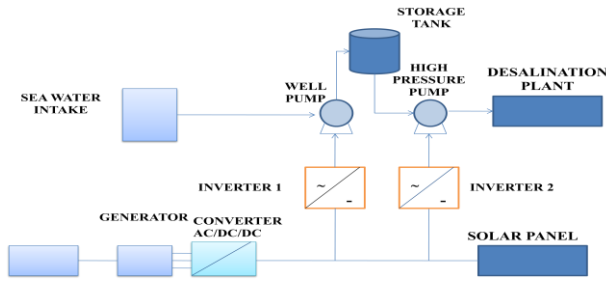 STORAGE
TANK
HIGH
PRESSURE
PUMP
WELL
PUMP
DESALINATION
PLANT
SEA WATER
INTAKE
INVERTER 1
~
-
~
-
INVERTER 2
GENERATOR
CONVERTER
AC/DC/DC
SOLAR PANEL